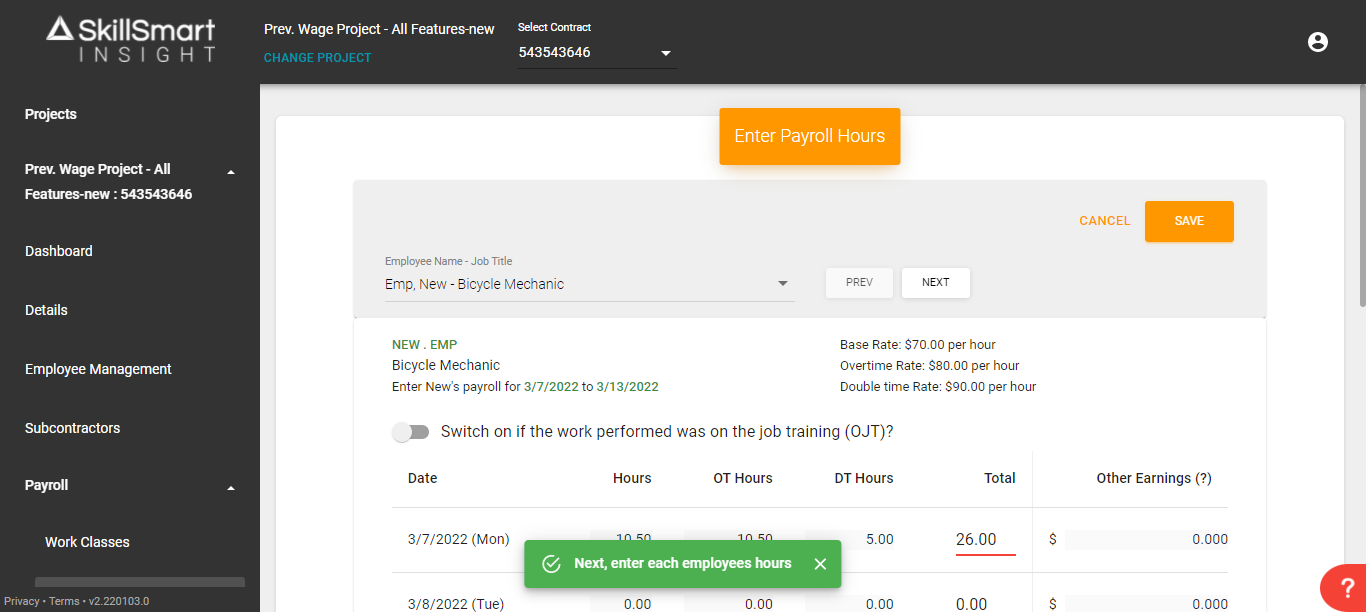 SkillSmart
INSIGHT
Prev. Wage Project - All Features-new
CHANGE PROJECT
Select Contract
543543646
Projects
Prev. Wage Project - All
Features-new : 543543646
Dashboard
Details
Employee Management
Subcontractors
Payroll
Work Classes
Privacy • Terms • v2.220103.0
Enter Payroll Hours
CANCEL
SAVE
Employee Name - Job Title
Emp, New - Bicycle Mechanic
PREV
NEXT
NEW . EMP
Bicycle Mechanic
Enter New's payroll for 3/7/2022 to 3/13/2022
Base Rate: $70.00 per hour
Overtime Rate: $80.00 per hour
Double time Rate: $90.00 per hour
Switch on if the work performed was on the job training (OJT)?
Date Hours OT Hours DT Hours Total Other Earnings (?)
3/7/2022 (Mon) 10.50 10.50 5.00 26.00 $ 0.000
Next, enter each employees hours
3/8/2022 (Tue) 0.00 0.00 0.00 0.00 $ 0.000
?